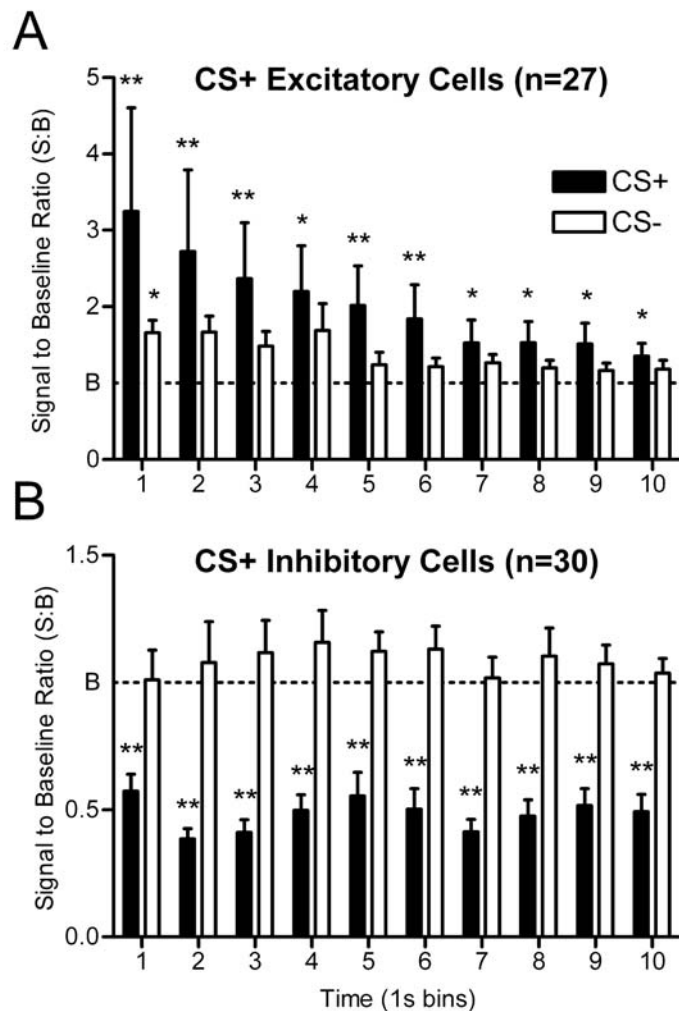 A
CS+ Excitatory Cells (n=27)
Signal to Baseline Ratio (S:B)
5
4
3
2
B
0
** ** ** * ** ** * * * *
*
CS+
CS-
1 2 3 4 5 6 7 8 9 10
B
CS+ Inhibitory Cells (n=30)
Signal to Baseline Ratio (S:B)
1.5
B
0.5
0.0
** ** ** ** ** ** ** ** ** **
1 2 3 4 5 6 7 8 9 10
Time (1s bins)